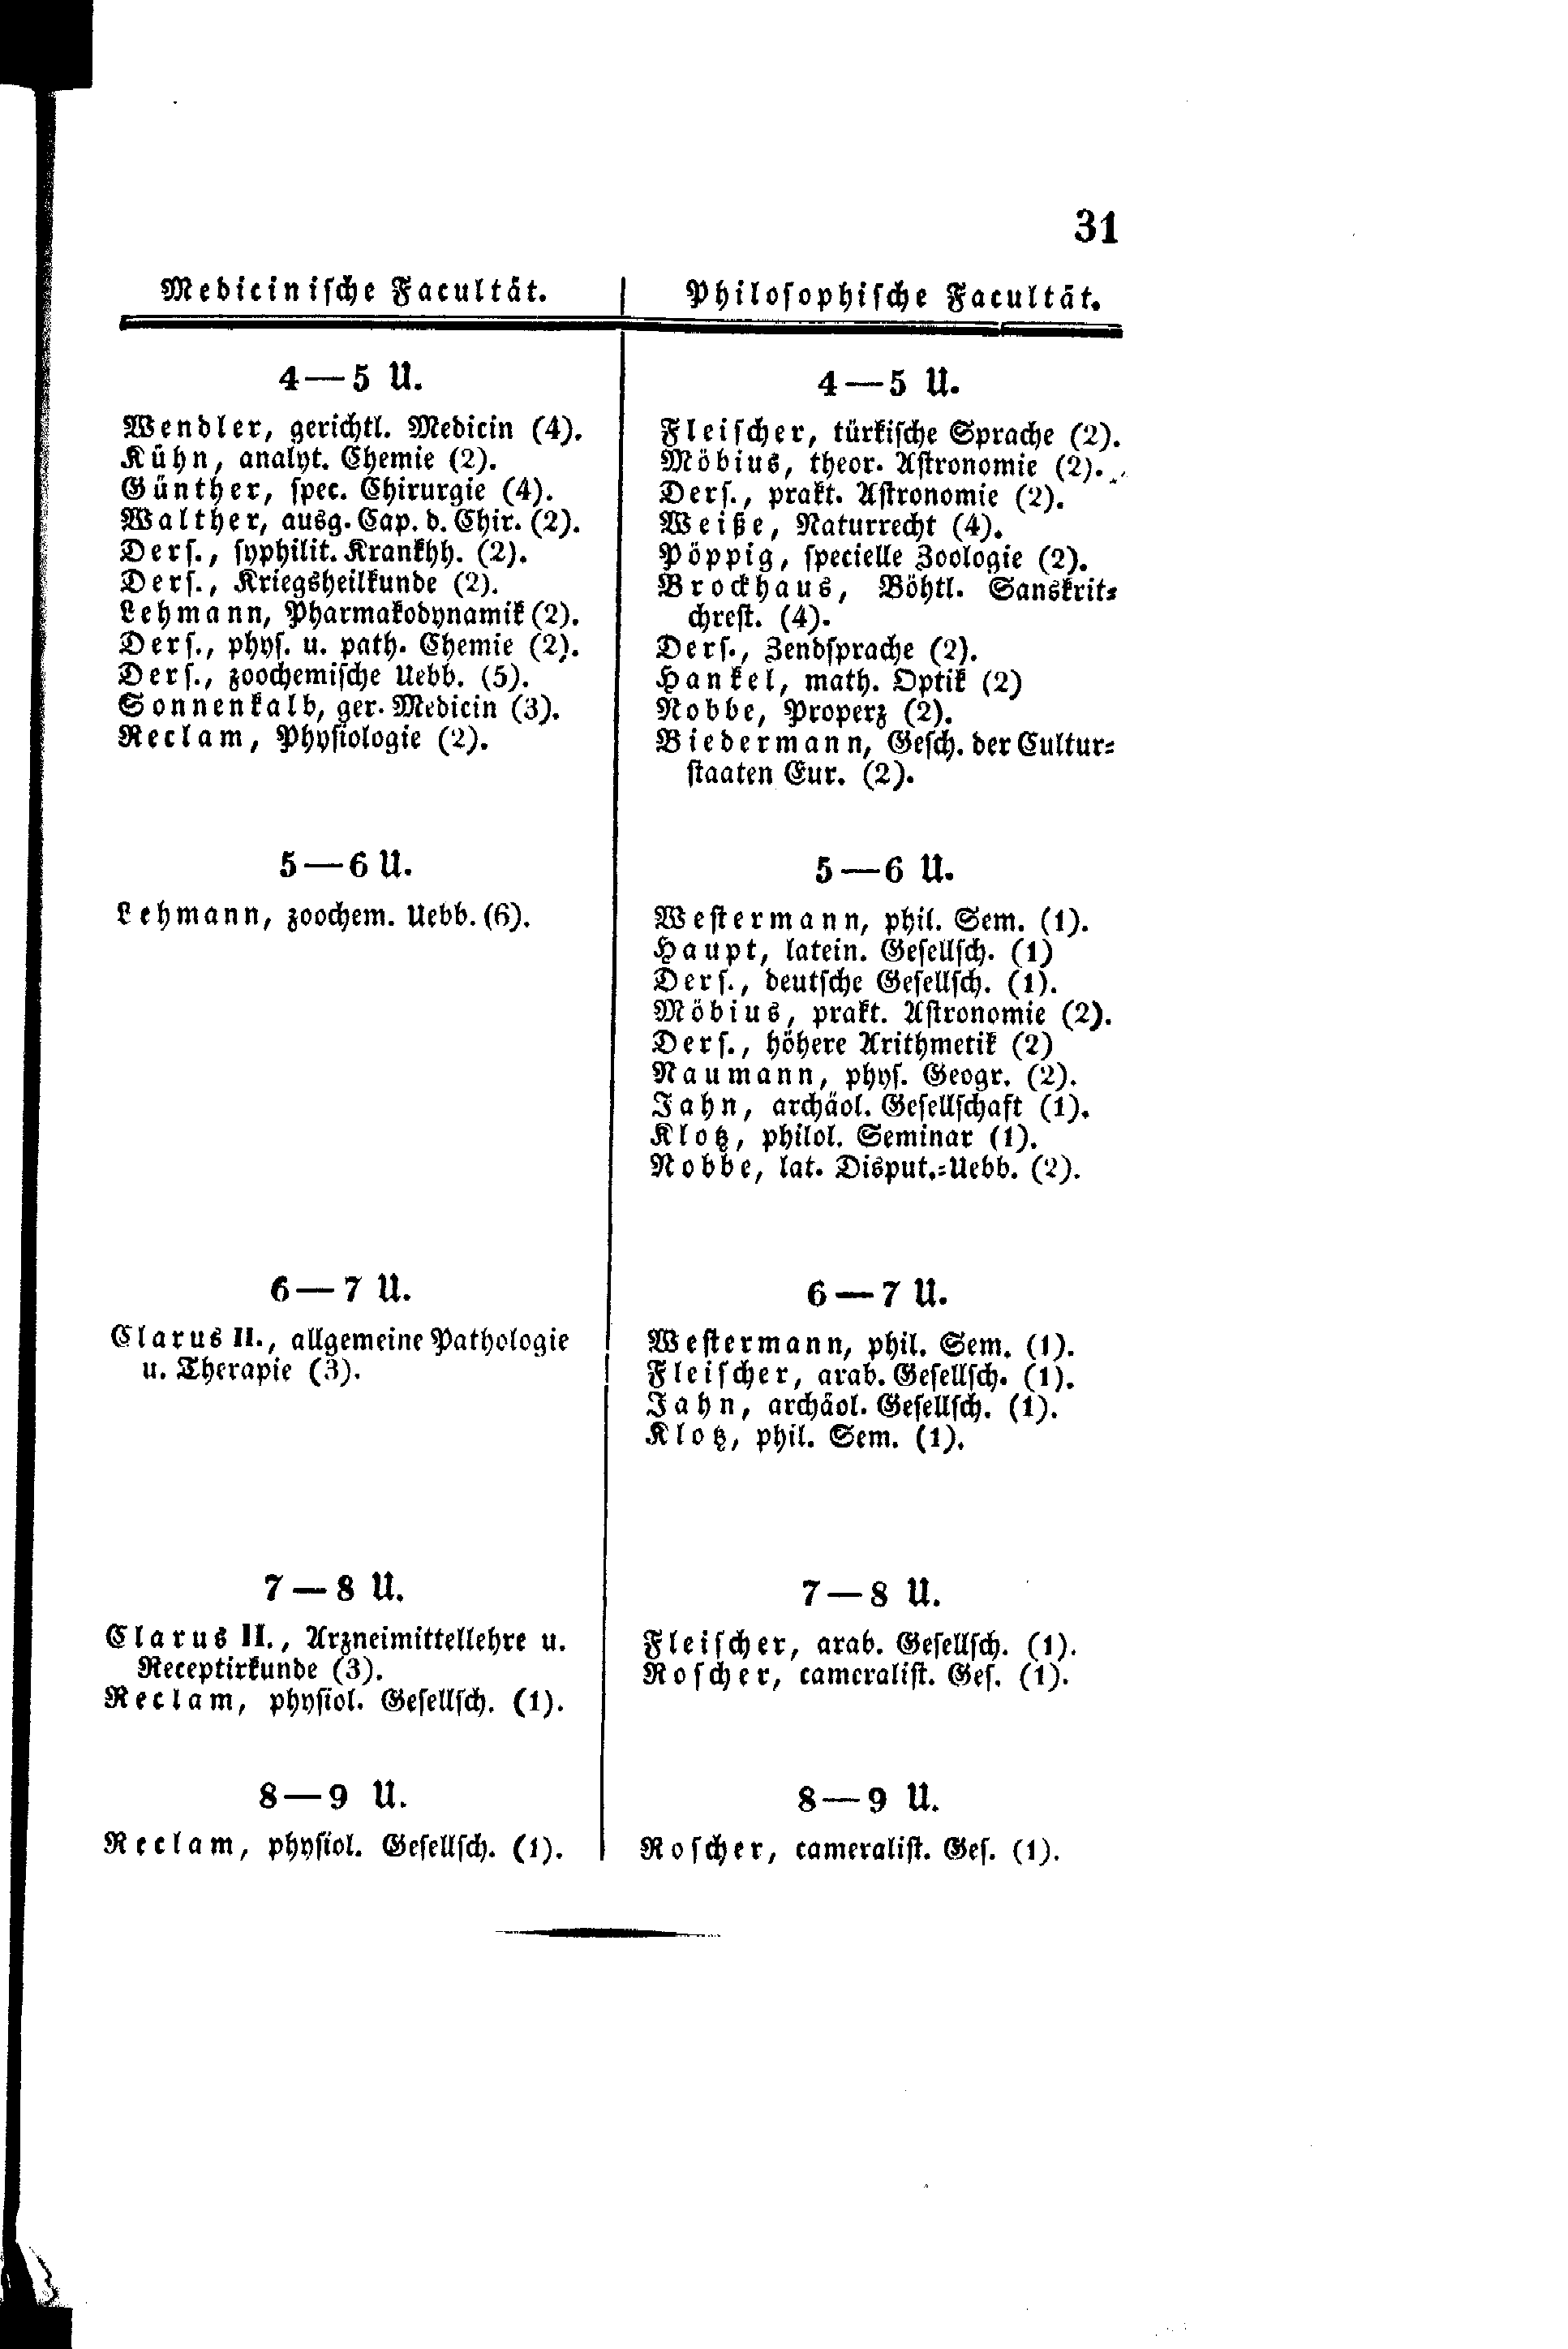 31
Medicinische Facultät.
4—5 U.
Wendler, gerichtl. Medicin (4).
Kühn, analyt. Chemie (2).
Günther, spec. Chirurgie (4).
Walther, ausg. Cap. d. Chir. (2).
Ders., syphilit. Krankhh. (2).
Ders., Kriegsheilkunde (2).
Lehmann, Pharmakodynamik (2).
Ders., phys. u. path. Chemie (2).
Ders., zoochemische Uebb. (5).
Sonnenkalb, ger. Medicin (3).
Reclam, Physiologie (2).
5—6 U.
Lehmann, zoochem. Uebb. (6).
6—7 U.
Clarus II., allgemeine Pathologie
u. Therapie (3).
7—8 U.
Clarus II., Arzneimittellehre u.
Receptirkunde (3).
Reclam, physiol. Gesellsch. (1).
8—9 U.
Reclam, physiol. Gesellsch. (1).
Philosophische Facultät.
4—5 U.
Fleischer, türkische Sprache (2).
Möbius, theor. Astronomie (2).
Ders., prakt. Astronomie (2).
Weiße, Naturrecht (4).
Pöppig, specielle Zoologie (2).
Brockhaus, Böhtl. Sanskrit-
chrest. (4).
Ders., Zendsprache (2).
Hankel, math. Optik (2)
Nobbe, Properz (2).
Biedermann, Gesch. der Cultur-
staaten Eur. (2).
5—6 U.
Westermann, phil. Sem. (1).
Haupt, latein. Gesellsch. (1)
Ders., deutsche Gesellsch. (1).
Möbius, prakt. Astronomie (2).
Ders., höhere Arithmetik (2)
Naumann, phys. Geogr. (2).
Jahn, archäol. Gesellschaft (1).
Klotz, philol. Seminar (1).
Nobbe, lat. Disput.-Uebb. (2).
6—7 U.
Westermann, phil. Sem. (1).
Fleischer, arab. Gesellsch. (1).
Jahn, archäol. Gesellsch. (1).
Klotz, phil. Sem. (1).
7—8 U.
Fleischer, arab. Gesellsch. (1).
Roscher, cameralist. Ges. (1).
8—9 U.
Roscher, cameralist. Ges. (1).